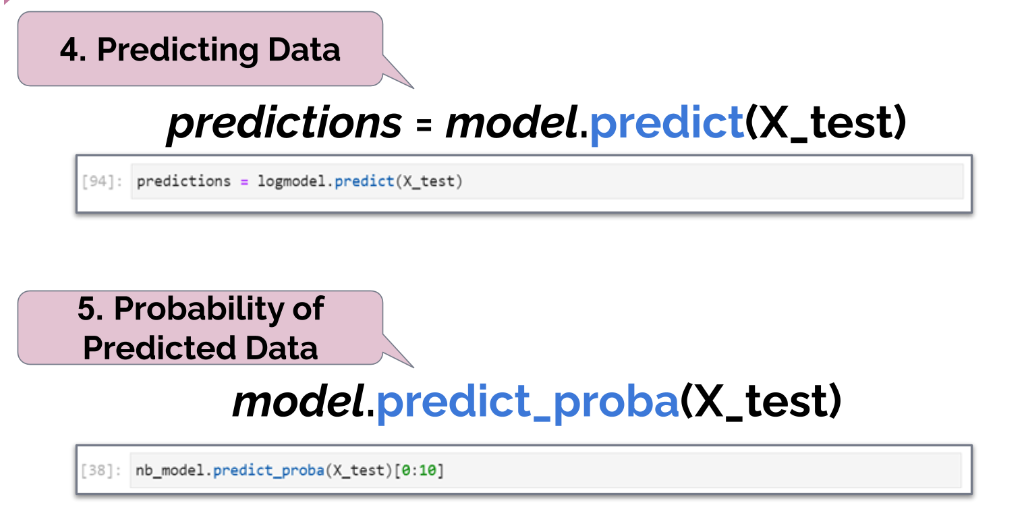 4. Predicting Data
predictions = model.predict(X_test)
[94]: predictions = logmodel.predict(X_test)
5. Probability of
Predicted Data
model.predict_proba(X_test)
[38]: nb_model.predict_proba(X_test)[0:10]